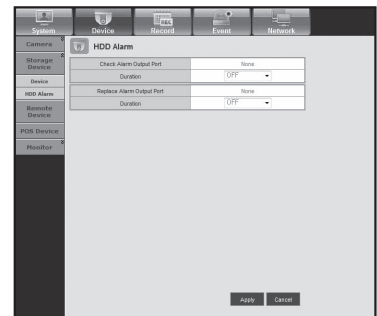 System Device Record Event Network
REC
Camera
HDD Alarm
Storage
Device
Device
HDD Alarm
Remote
Device
POS Device
Monitor
Check Alarm Output Port None
Duration OFF
Replace Alarm Output Port None
Duration OFF
Apply Cancel